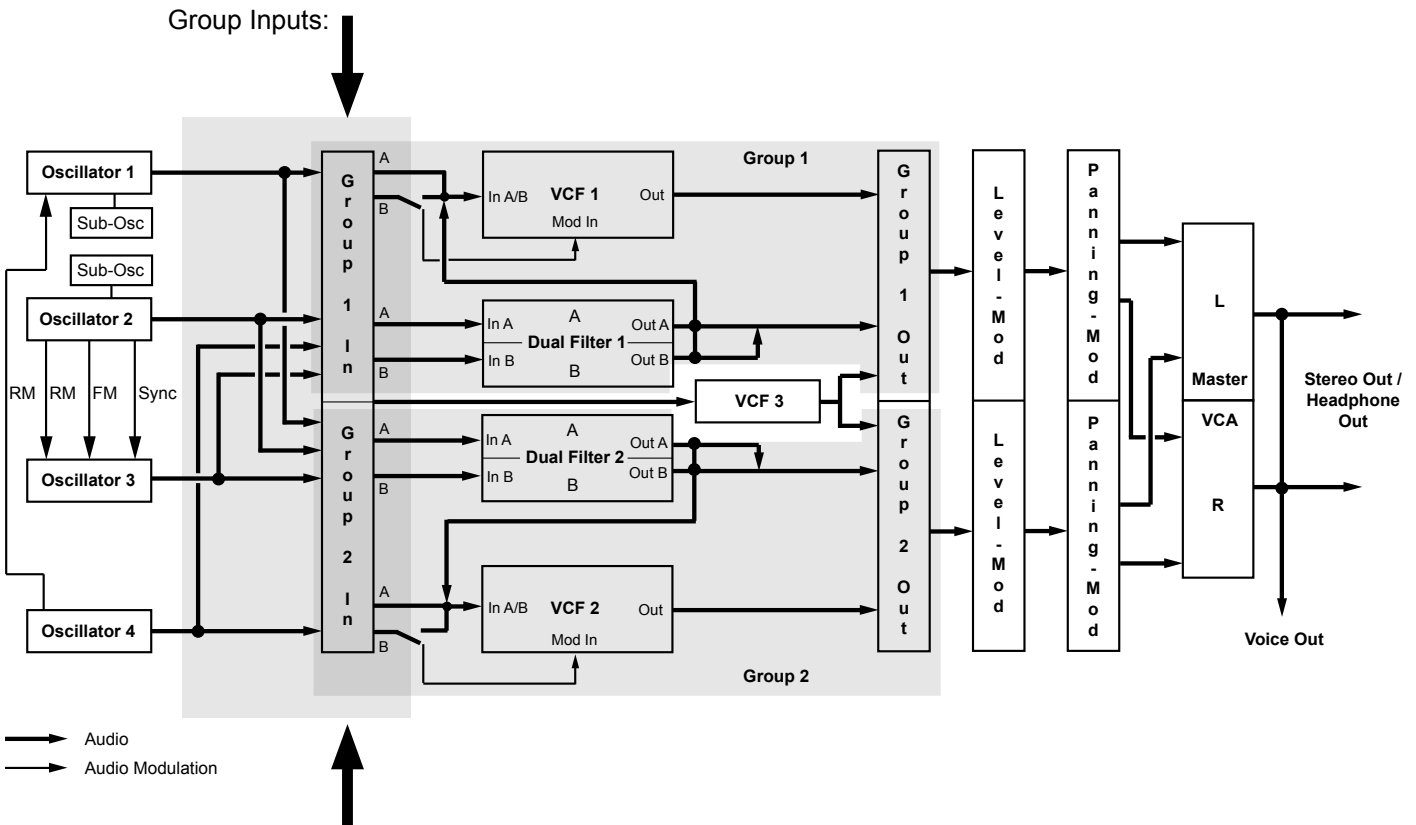 Group Inputs:
Oscillator 1
Sub-Osc
Sub-Osc
Oscillator 2
RM
RM
FM
Sync
Oscillator 3
Oscillator 4
Group 1 In
Group 2 In
A
B
A
B
A
B
A
B
Group 1
In A/B
VCF 1
Out
Mod In
In A
A
Out A
Dual Filter 1
In B
B
Out B
VCF 3
In A
A
Out A
Dual Filter 2
In B
B
Out B
In A/B
VCF 2
Out
Mod In
Group 2
Group 1 Out
Group 2 Out
Level-Mod
Level-Mod
Panning-Mod
Panning-Mod
L
Master
VCA
R
Stereo Out /
Headphone
Out
Voice Out
Audio
Audio Modulation